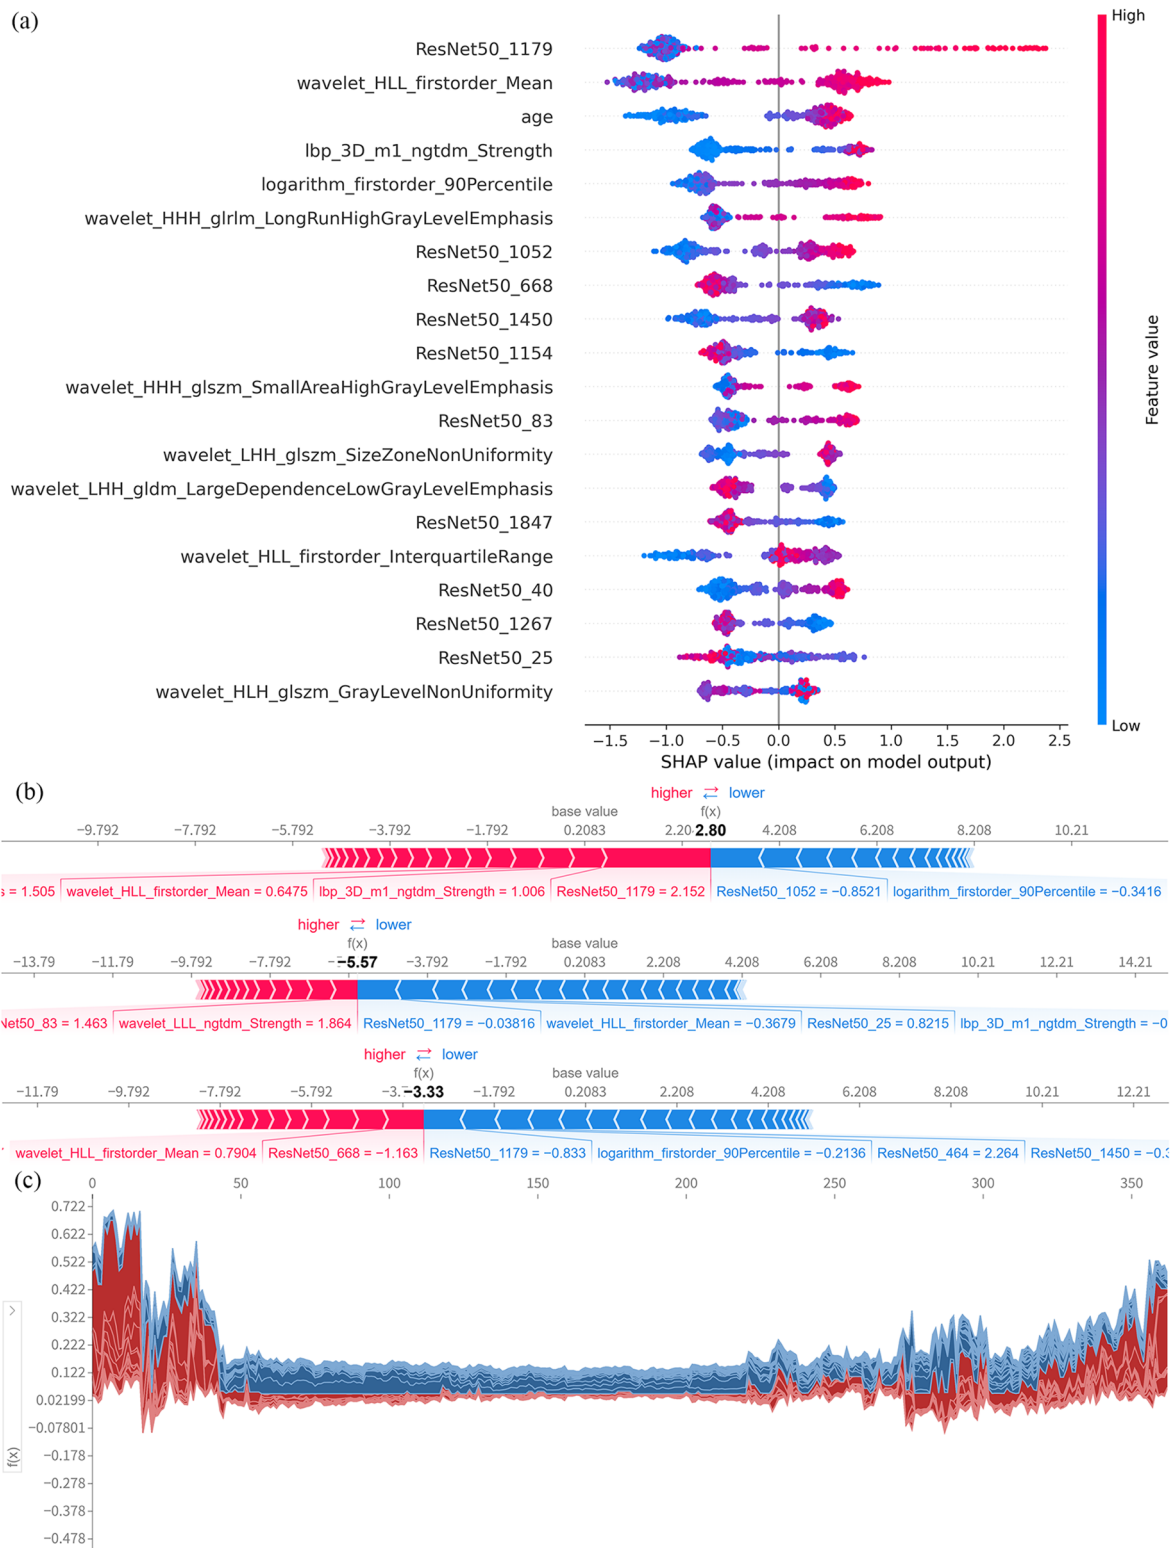 (a)
High
ResNet50_1179
wavelet_HLL_firstorder_Mean
age
lbp_3D_m1_ngtdm_Strength
logarithm_firstorder_90Percentile
wavelet_HHH_glrlm_LongRunHighGrayLevelEmphasis
ResNet50_1052
ResNet50_668
ResNet50_1450
ResNet50_1154
wavelet_HHH_glszm_SmallAreaHighGrayLevelEmphasis
ResNet50_83
wavelet_LHH_glszm_SizeZoneNonUniformity
wavelet_LHH_gldm_LargeDependenceLowGrayLevelEmphasis
ResNet50_1847
wavelet_HLL_firstorder_InterquartileRange
ResNet50_40
ResNet50_1267
ResNet50_25
wavelet_HLH_glszm_GrayLevelNonUniformity
Feature value
Low
−1.5 −1.0 −0.5 0.0 0.5 1.0 1.5 2.0 2.5
SHAP value (impact on model output)
(b)
higher ⇄ lower
base value f(x)
−9.792 −7.792 −5.792 −3.792 −1.792 0.2083 2.20 2.80 4.208 6.208 8.208 10.21
s = 1.505 wavelet_HLL_firstorder_Mean = 0.6475 lbp_3D_m1_ngtdm_Strength = 1.006 ResNet50_1179 = 2.152 ResNet50_1052 = −0.8521 logarithm_firstorder_90Percentile = −0.3416
higher ⇄ lower
f(x) base value
−13.79 −11.79 −9.792 −7.792 −5.57 −3.792 −1.792 0.2083 2.208 4.208 6.208 8.208 10.21 12.21 14.21
Net50_83 = 1.463 wavelet_LLL_ngtdm_Strength = 1.864 ResNet50_1179 = −0.03816 wavelet_HLL_firstorder_Mean = −0.3679 ResNet50_25 = 0.8215 lbp_3D_m1_ngtdm_Strength = −0
higher ⇄ lower
f(x) base value
−11.79 −9.792 −7.792 −5.792 −3.7 −3.33 −1.792 0.2083 2.208 4.208 6.208 8.208 10.21 12.21
wavelet_HLL_firstorder_Mean = 0.7904 ResNet50_668 = −1.163 ResNet50_1179 = −0.833 logarithm_firstorder_90Percentile = −0.2136 ResNet50_464 = 2.264 ResNet50_1450 = −0.3
(c)
0 50 100 150 200 250 300 350
0.722
0.622
0.522
0.422
0.322
0.222
0.122
0.02199
−0.07801
−0.178
−0.278
−0.378
−0.478
f(x)